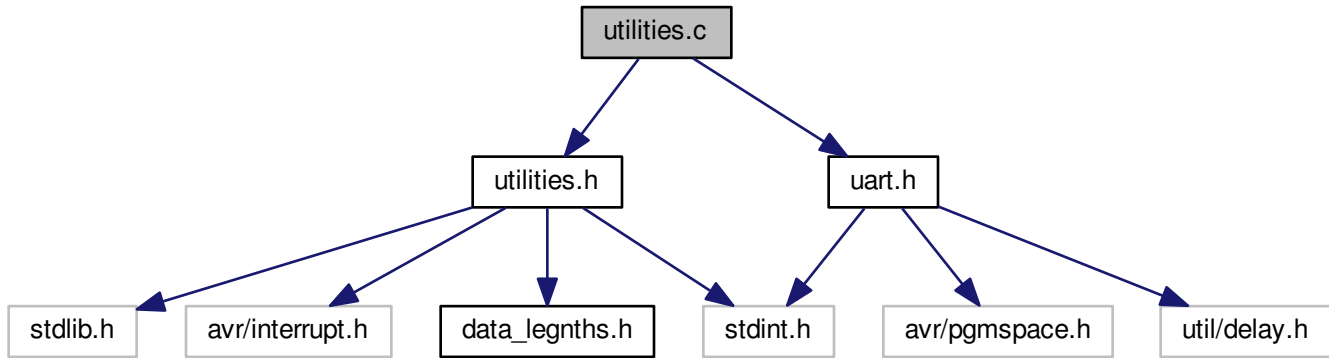 utilities.c
utilities.h
uart.h
stdlib.h
avr/interrupt.h
data_legnths.h
stdint.h
avr/pgmspace.h
util/delay.h